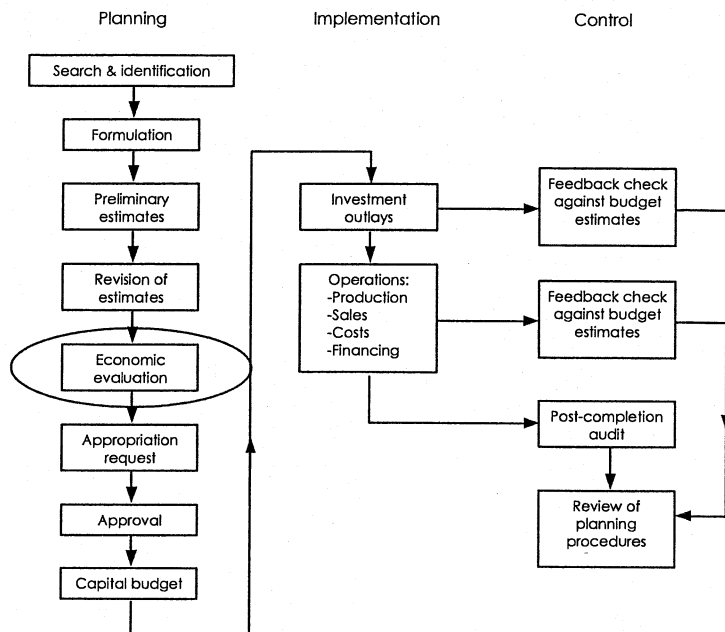 Planning
Implementation
Control
Search & identification
Formulation
Preliminary
estimates
Revision of
estimates
Economic
evaluation
Appropriation
request
Approval
Capital budget
Investment
outlays
Operations:
-Production
-Sales
-Costs
-Financing
Feedback check
against budget
estimates
Feedback check
against budget
estimates
Post-completion
audit
Review of
planning
procedures